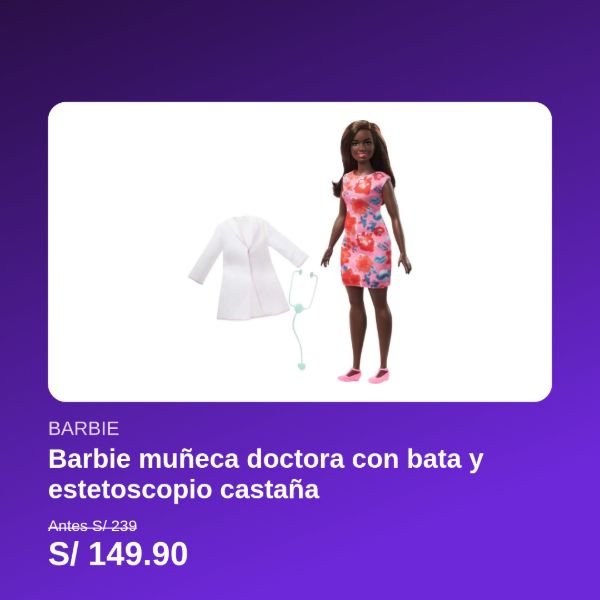 BARBIE
Barbie muñeca doctora con bata y
estetoscopio castaña
Antes S/ 239
S/ 149.90